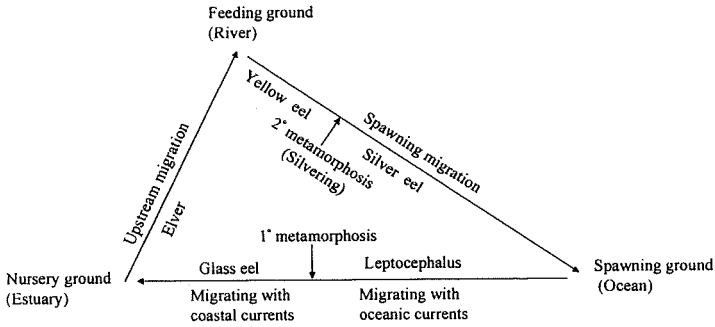 Feeding ground
(River)
Yellow eel
2° metamorphosis
(Silvering)
Spawning migration
Silver eel
Upstream migration
Elver
1° metamorphosis
Nursery ground
(Estuary)
Glass eel
Leptocephalus
Spawning ground
(Ocean)
Migrating with
coastal currents
Migrating with
oceanic currents